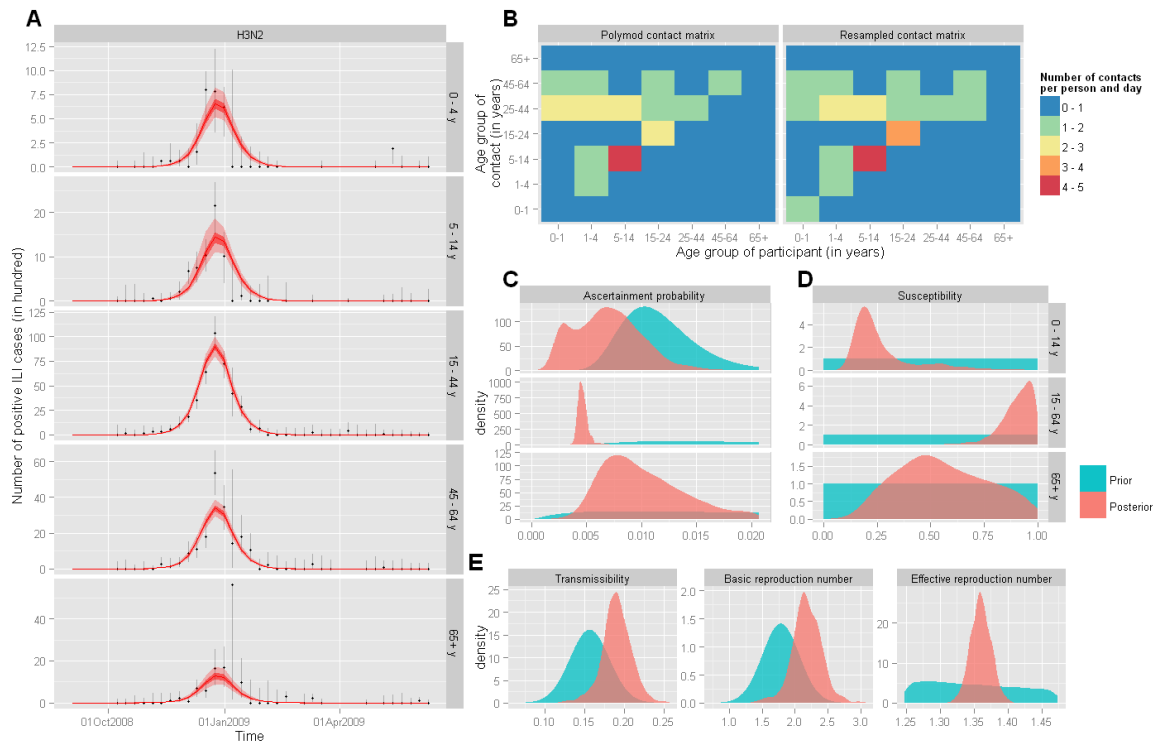 A
H3N2
Number of positive ILI cases (in hundred)
12.5
10.0
7.5
5.0
2.5
0.0
0 - 4 y
20
10
0
5 - 14 y
125
100
75
50
25
0
15 - 44 y
60
40
20
0
45 - 64 y
40
20
0
65+ y
01Oct2008
01Jan2009
01Apr2009
Time
B
Polymod contact matrix
Resampled contact matrix
Age group of
contact (in years)
65+
45-64
25-44
15-24
5-14
1-4
0-1
0-1
1-4
5-14
15-24
25-44
45-64
65+
0-1
1-4
5-14
15-24
25-44
45-64
65+
Age group of participant (in years)
Number of contacts
per person and day
0 - 1
1 - 2
2 - 3
3 - 4
4 - 5
C
Ascertainment probability
density
100
50
0
1000
750
500
250
0
125
100
75
50
25
0
0.000
0.005
0.010
0.015
0.020
D
Susceptibility
4
2
0
0 - 14 y
6
4
2
0
15 - 64 y
1.5
1.0
0.5
0.0
65+ y
0.00
0.25
0.50
0.75
1.00
Prior
Posterior
E
Transmissibility
density
25
20
15
10
5
0
0.10
0.15
0.20
0.25
Basic reproduction number
2.0
1.5
1.0
0.5
0.0
1.0
1.5
2.0
2.5
3.0
Effective reproduction number
20
10
0
1.25
1.30
1.35
1.40
1.45